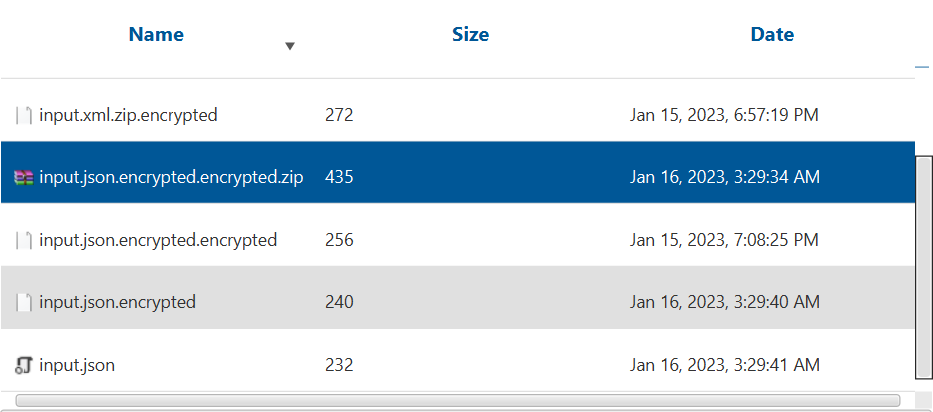 Name Size Date
input.xml.zip.encrypted 272 Jan 15, 2023, 6:57:19 PM
input.json.encrypted.encrypted.zip 435 Jan 16, 2023, 3:29:34 AM
input.json.encrypted.encrypted 256 Jan 15, 2023, 7:08:25 PM
input.json.encrypted 240 Jan 16, 2023, 3:29:40 AM
input.json 232 Jan 16, 2023, 3:29:41 AM